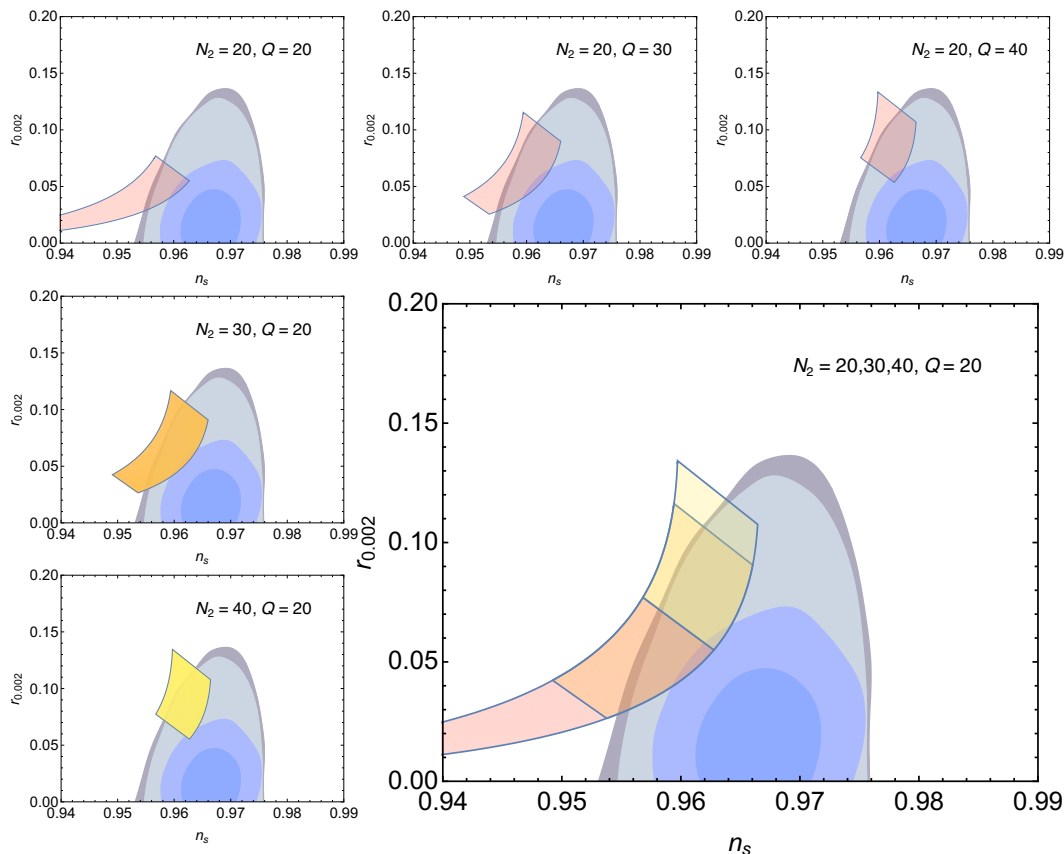 0.20
N₂ = 20, Q = 20
0.15
r₀.₀₀₂
0.10
0.05
0.00
0.94 0.95 0.96 0.97 0.98 0.99
nₛ
0.20
N₂ = 20, Q = 30
0.15
r₀.₀₀₂
0.10
0.05
0.00
0.94 0.95 0.96 0.97 0.98 0.99
nₛ
0.20
N₂ = 20, Q = 40
0.15
r₀.₀₀₂
0.10
0.05
0.00
0.94 0.95 0.96 0.97 0.98 0.99
nₛ
0.20
N₂ = 30, Q = 20
0.15
r₀.₀₀₂
0.10
0.05
0.00
0.94 0.95 0.96 0.97 0.98 0.99
nₛ
0.20
N₂ = 40, Q = 20
0.15
r₀.₀₀₂
0.10
0.05
0.00
0.94 0.95 0.96 0.97 0.98 0.99
nₛ
0.20
N₂ = 20,30,40, Q = 20
0.15
r₀.₀₀₂
0.10
0.05
0.00
0.94 0.95 0.96 0.97 0.98 0.99
nₛ